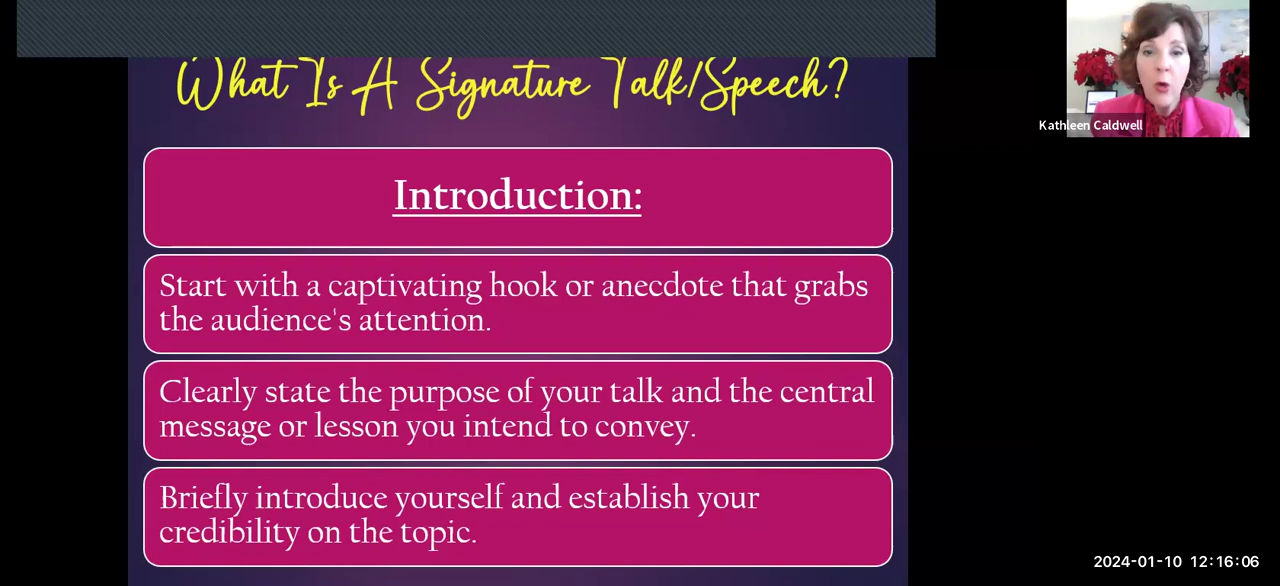 What Is A Signature Talk/Speech?
Kathleen Caldwell
Introduction:
Start with a captivating hook or anecdote that grabs
the audience's attention.
Clearly state the purpose of your talk and the central
message or lesson you intend to convey.
Briefly introduce yourself and establish your
credibility on the topic.
2024-01-10 12:16:06